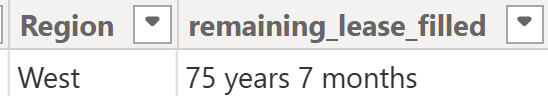 Region remaining_lease_filled
West 75 years 7 months